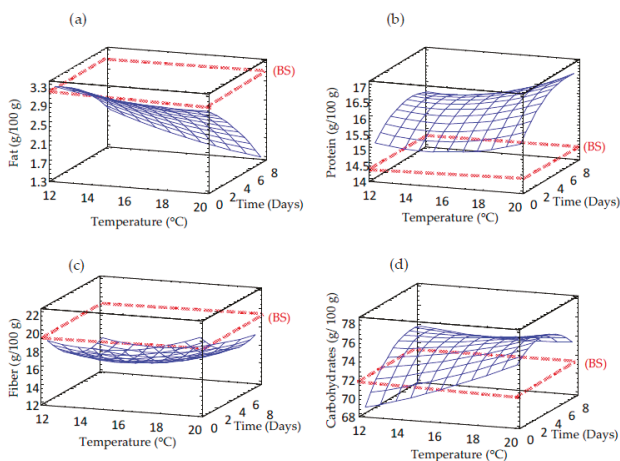 (a)
(BS)
3.3
2.9
2.5
2.1
1.7
1.3
Fat (g/100 g)
12 14 16 18 20
Temperature (°C)
0 2 4 6 8
Time (Days)
(b)
(BS)
17
16.5
16
15.5
15
14.5
14
Protein (g/100 g)
12 14 16 18 20
Temperature (°C)
0 2 4 6 8
Time (Days)
(c)
(BS)
22
20
18
16
14
12
Fiber (g/100 g)
12 14 16 18 20
Temperature (°C)
0 2 4 6 8
Time (Days)
(d)
(BS)
78
76
74
72
70
68
Carbohydrates (g/ 100 g)
12 14 16 18 20
Temperature (°C)
0 2 4 6 8
Time (Days)